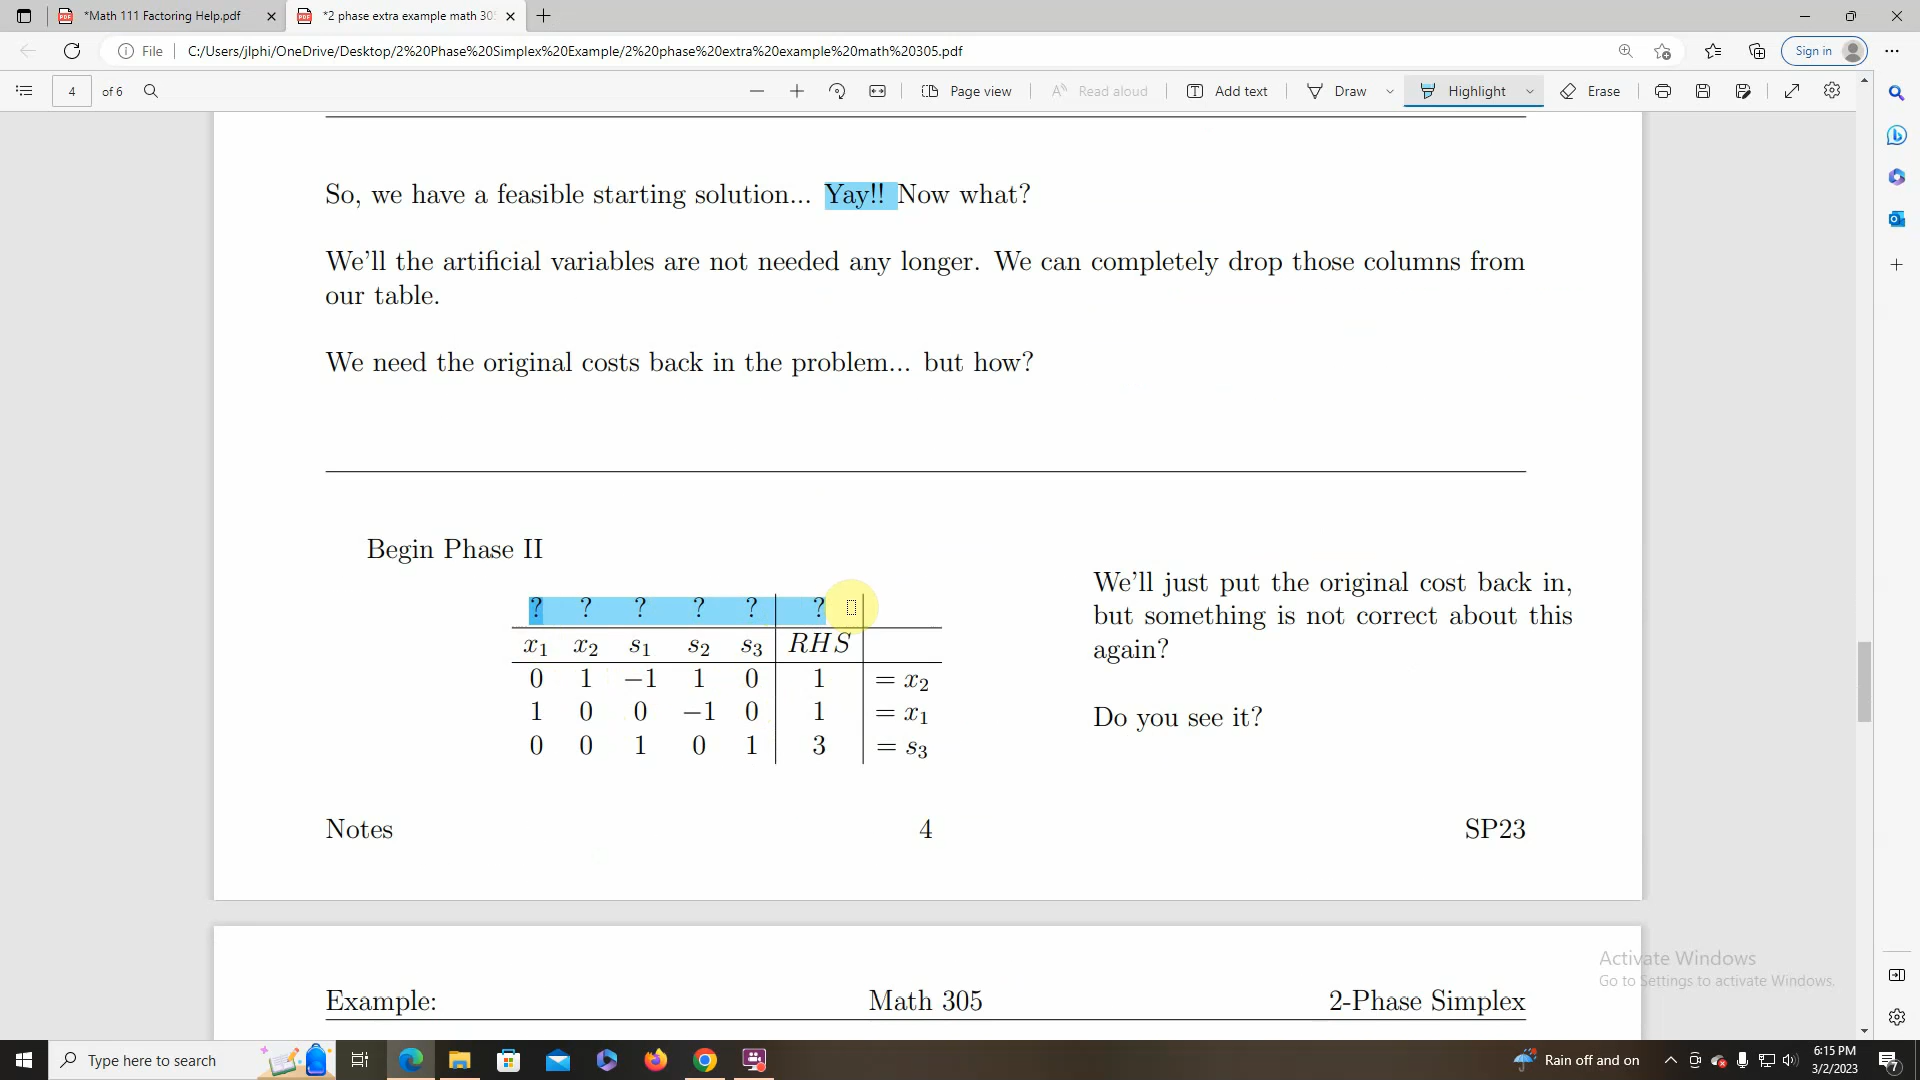 *Math 111 Factoring Help.pdf
*2 phase extra example math 30
File
C:/Users/jlphi/OneDrive/Desktop/2%20Phase%20Simplex%20Example/2%20phase%20extra%20example%20math%20305.pdf
Sign in
4 of 6
Page view
Read aloud
Add text
Draw
Highlight
Erase
So, we have a feasible starting solution... Yay!! Now what?
We'll the artificial variables are not needed any longer. We can completely drop those columns from
our table.
We need the original costs back in the problem... but how?
Begin Phase II
? ? ? ? ? ?
x₁ x₂ s₁ s₂ s₃ RHS
0 1 −1 1 0 1 = x₂
1 0 0 −1 0 1 = x₁
0 0 1 0 1 3 = s₃
We'll just put the original cost back in,
but something is not correct about this
again?
Do you see it?
Notes 4 SP23
Activate Windows
Go to Settings to activate Windows.
Example: Math 305 2-Phase Simplex
Type here to search
Rain off and on
6:15 PM
3/2/2023
7